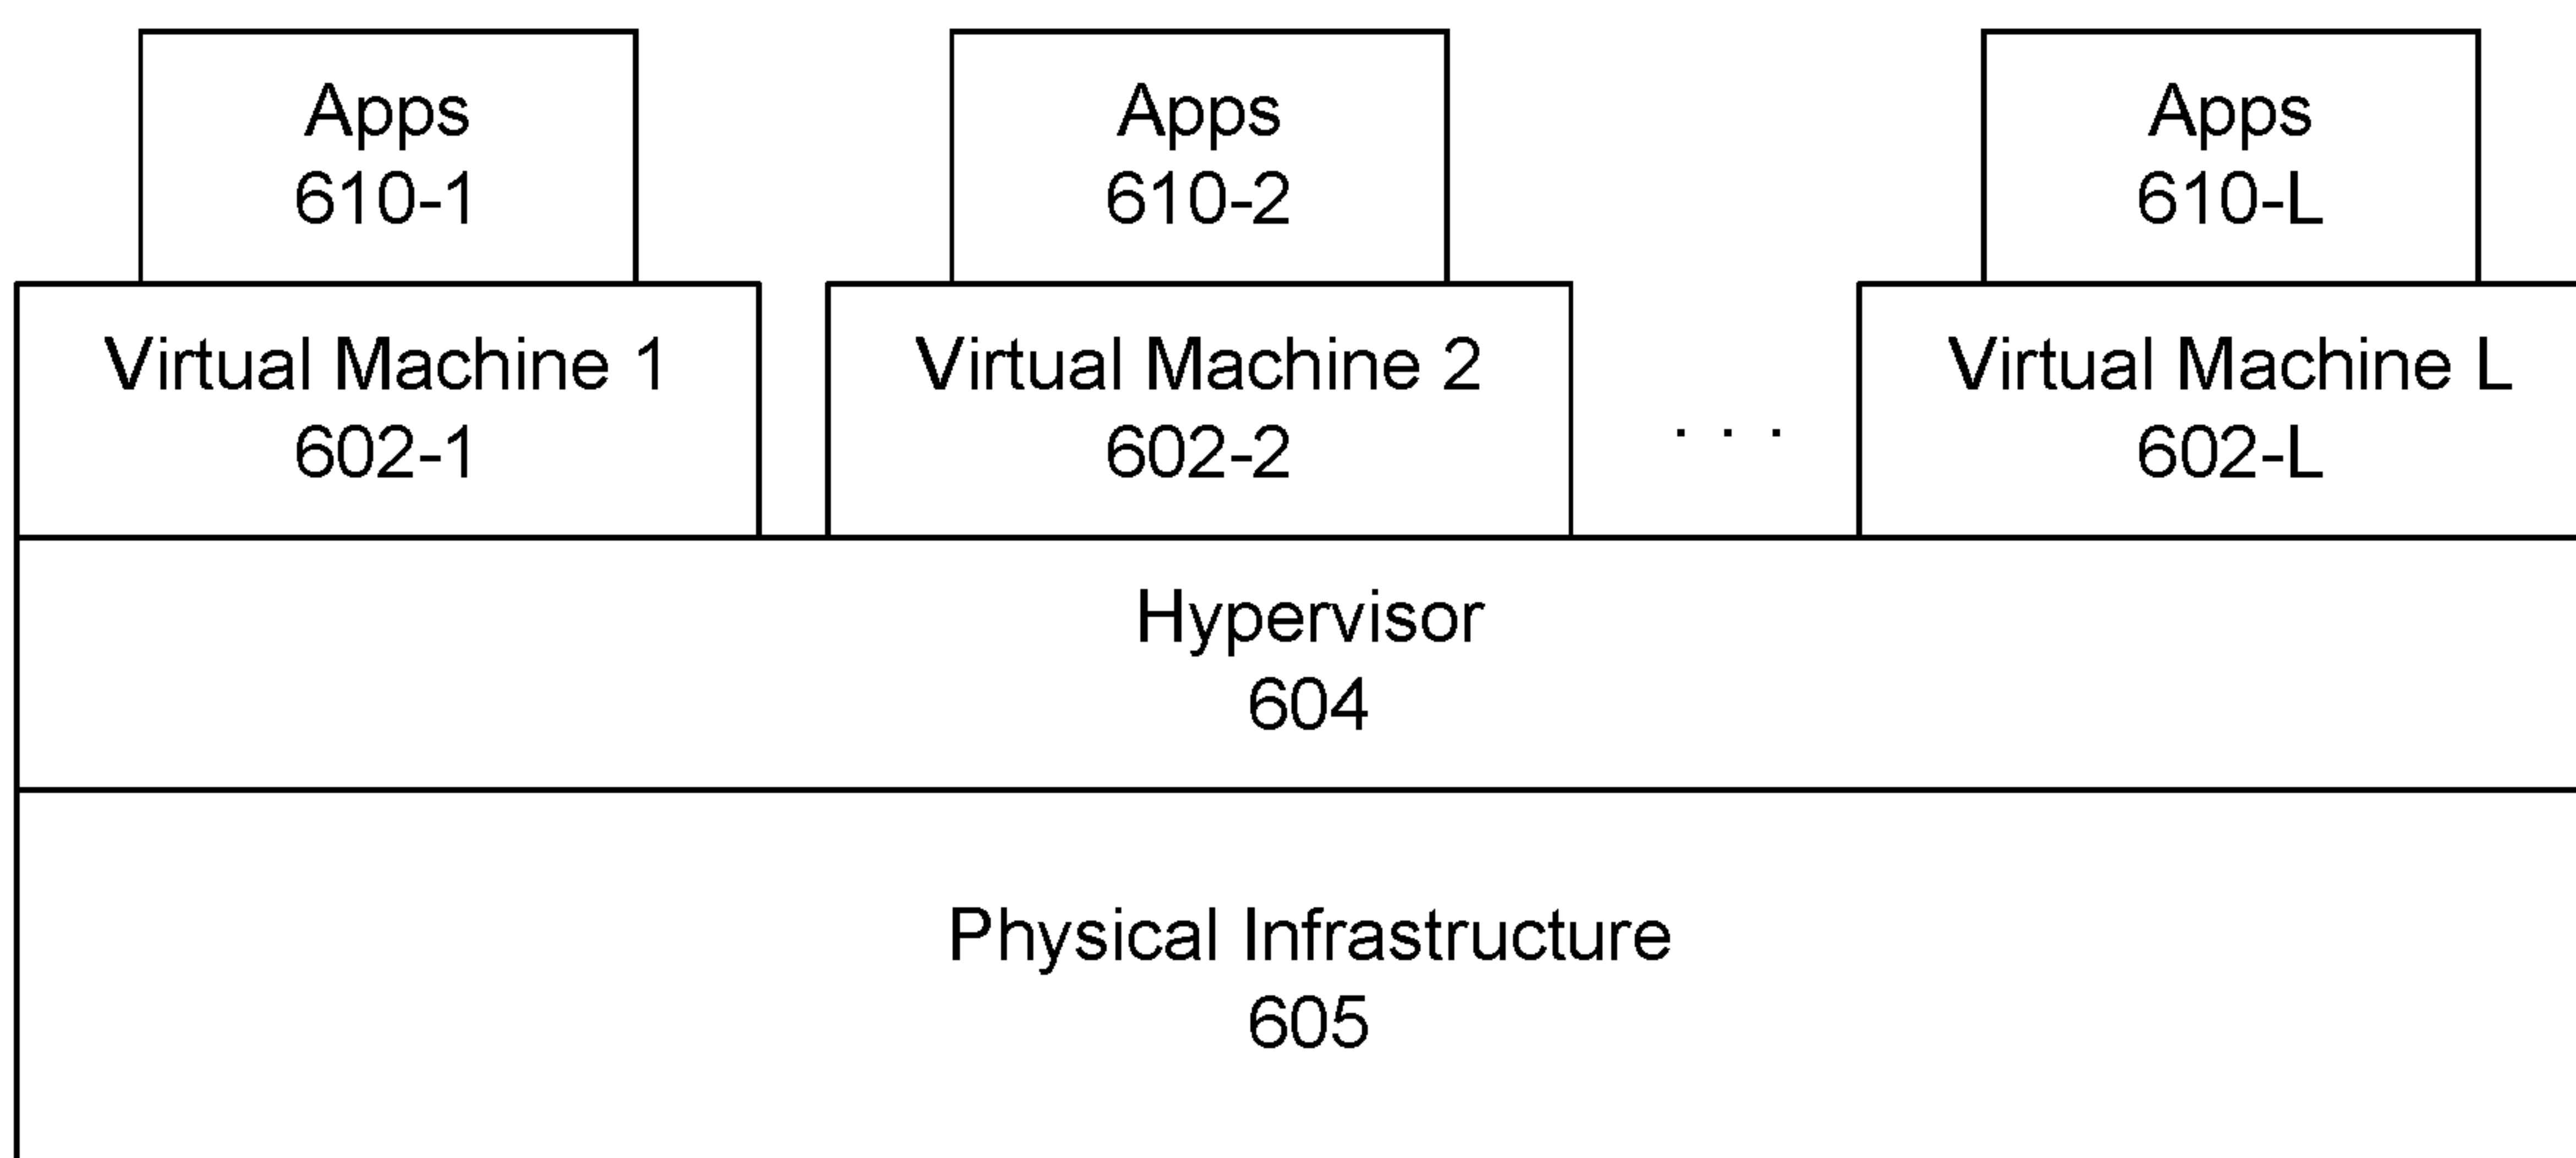 Apps
610-1
Apps
610-2
Apps
610-L
Virtual Machine 1
602-1
Virtual Machine 2
602-2
. . .
Virtual Machine L
602-L
Hypervisor
604
Physical Infrastructure
605